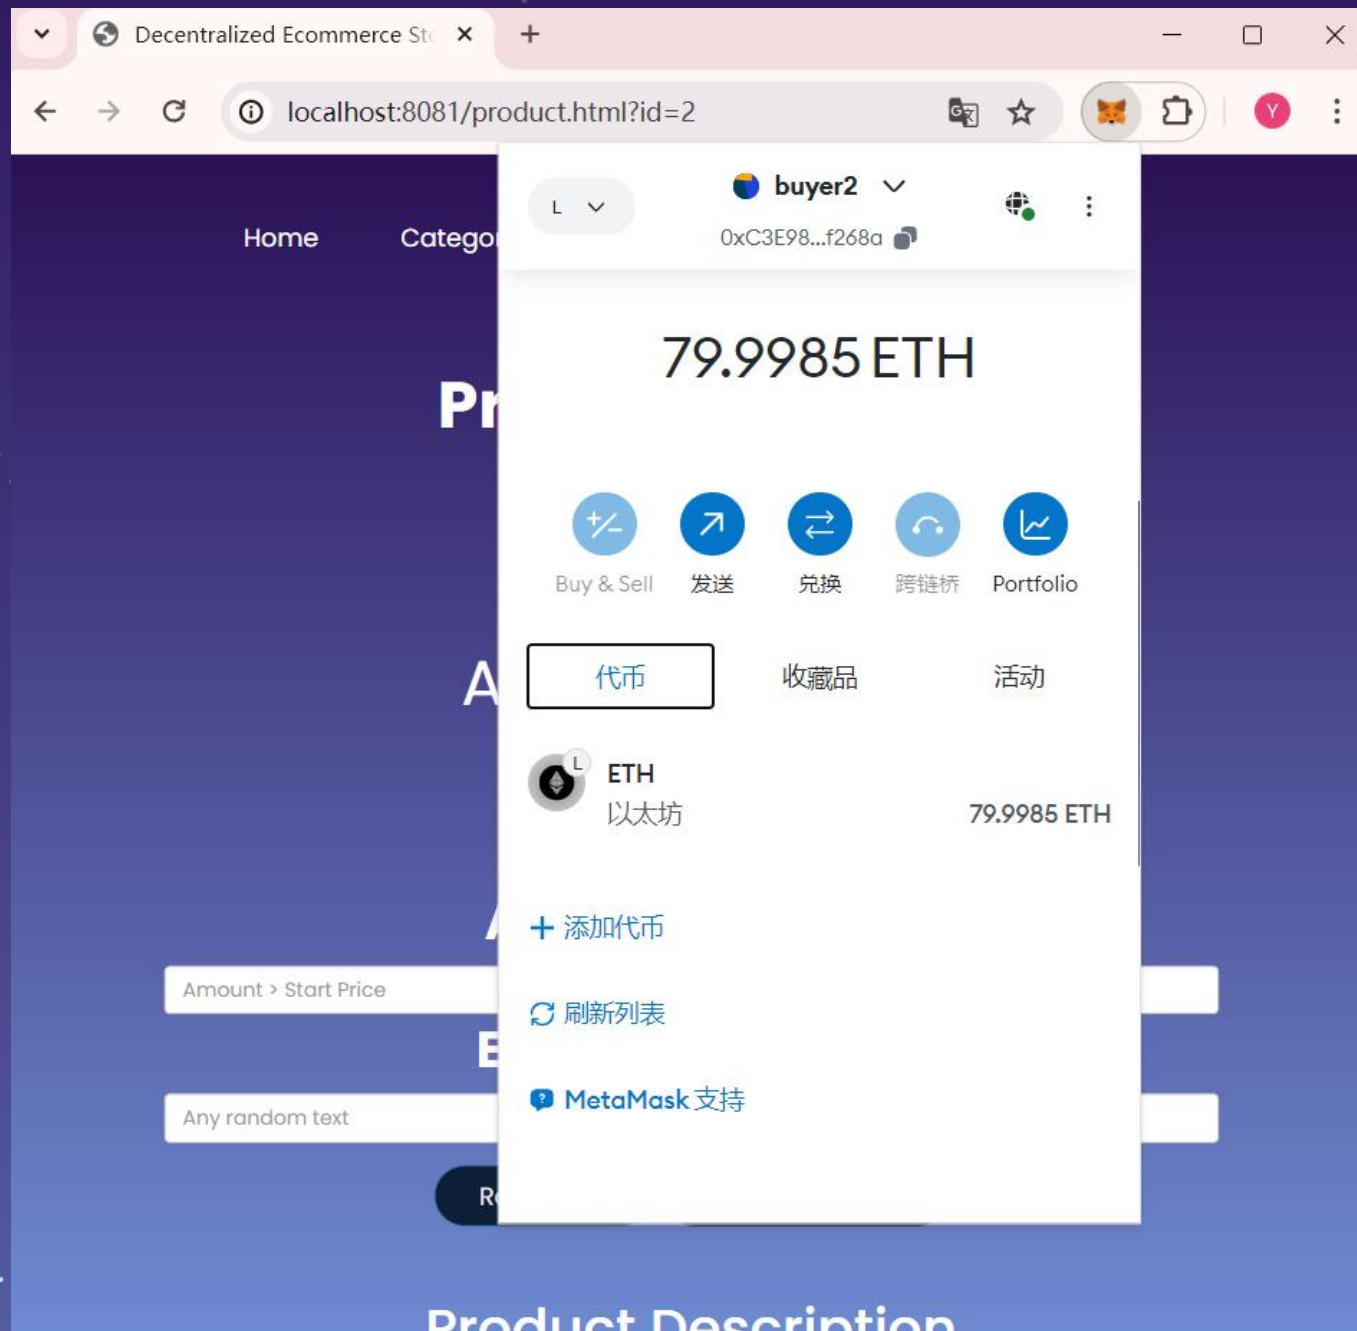 Decentralized Ecommerce Sto
localhost:8081/product.html?id=2
Y
Home
Catego
L
buyer2
0xC3E98...f268a
79.9985 ETH
Pr
Buy & Sell
发送
兑换
跨链桥
Portfolio
A
代币
收藏品
活动
L
ETH
以太坊
79.9985 ETH
添加代币
Amount > Start Price
刷新列表
E
MetaMask 支持
Any random text
R
Product Description